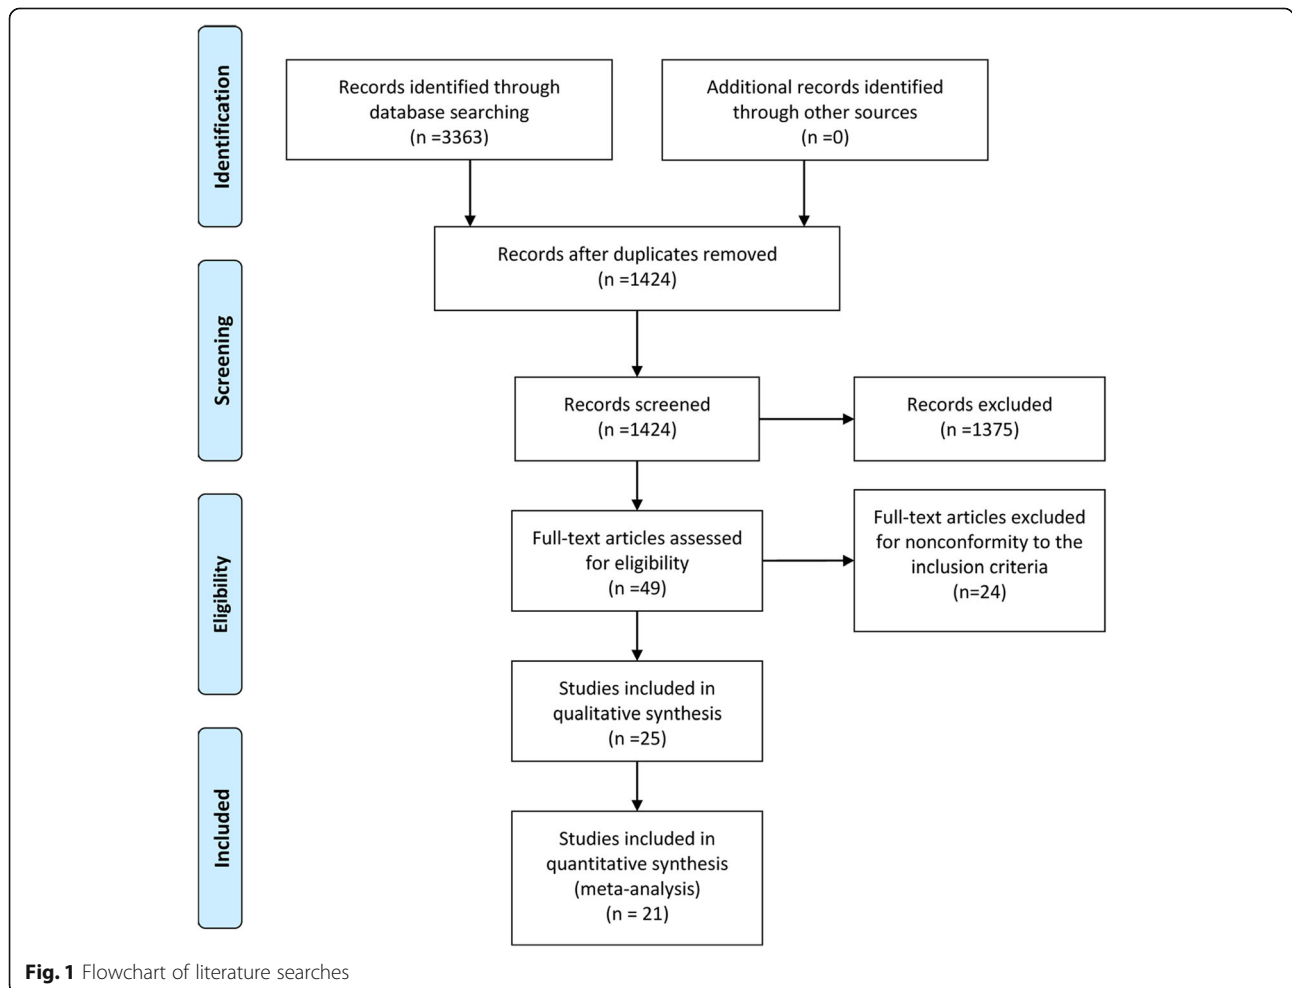 Identification
Records identified through
database searching
(n =3363)
Additional records identified
through other sources
(n =0)
Records after duplicates removed
(n =1424)
Screening
Records screened
(n =1424)
Records excluded
(n =1375)
Eligibility
Full-text articles assessed
for eligibility
(n =49)
Full-text articles excluded
for nonconformity to the
inclusion criteria
(n=24)
Studies included in
qualitative synthesis
(n =25)
Included
Studies included in
quantitative synthesis
(meta-analysis)
(n = 21)
Fig. 1 Flowchart of literature searches